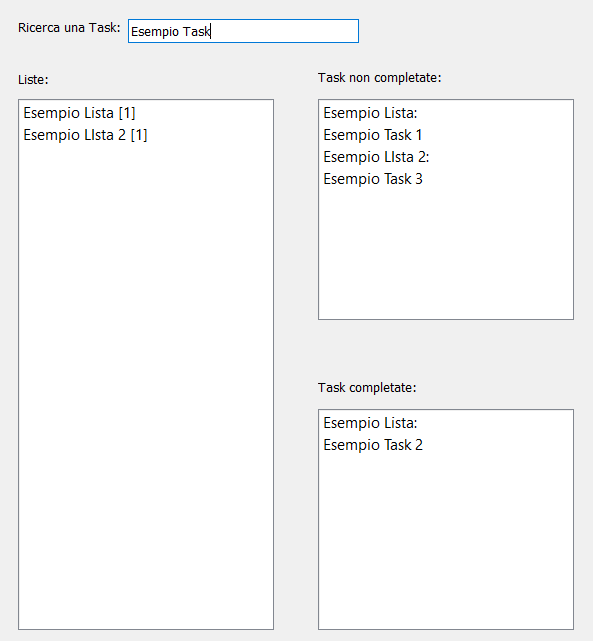 Ricerca una Task: Esempio Task
Liste:
Esempio Lista [1]
Esempio LIsta 2 [1]
Task non completate:
Esempio Lista:
Esempio Task 1
Esempio LIsta 2:
Esempio Task 3
Task completate:
Esempio Lista:
Esempio Task 2